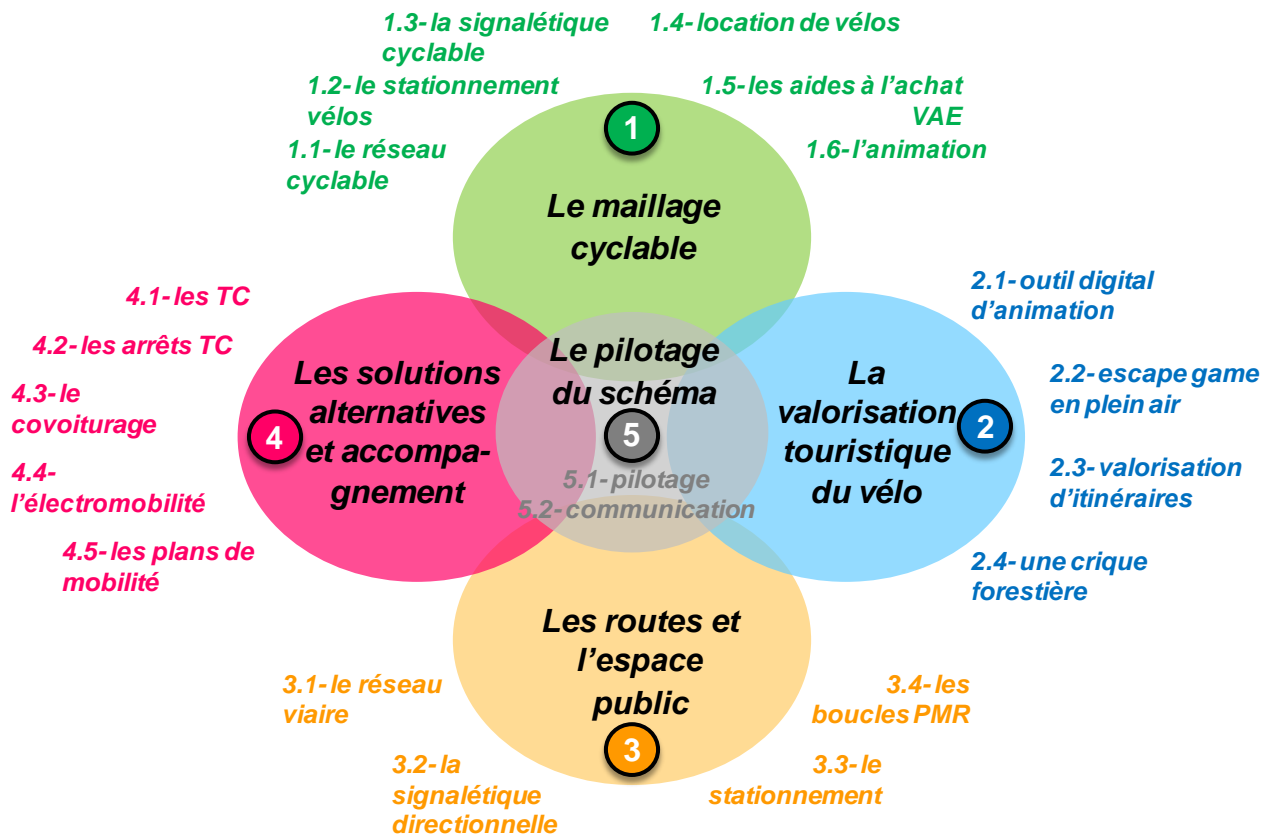 1.3- la signalétique
cyclable
1.4- location de vélos
1.2- le stationnement
vélos
1.5- les aides à l'achat
VAE
1.1- le réseau
cyclable
1.6- l'animation
1
Le maillage
cyclable
4.1- les TC
4.2- les arrêts TC
4.3- le
covoiturage
4.4-
l'électromobilité
4.5- les plans de
mobilité
4
Les solutions
alternatives
et accompa-
gnement
Le pilotage
du schéma
5
5.1- pilotage
5.2- communication
La
valorisation
touristique
du vélo
2
2.1- outil digital
d'animation
2.2- escape game
en plein air
2.3- valorisation
d'itinéraires
2.4- une crique
forestière
Les routes et
l'espace
public
3
3.1- le réseau
viaire
3.2- la
signalétique
directionnelle
3.4- les
boucles PMR
3.3- le
stationnement